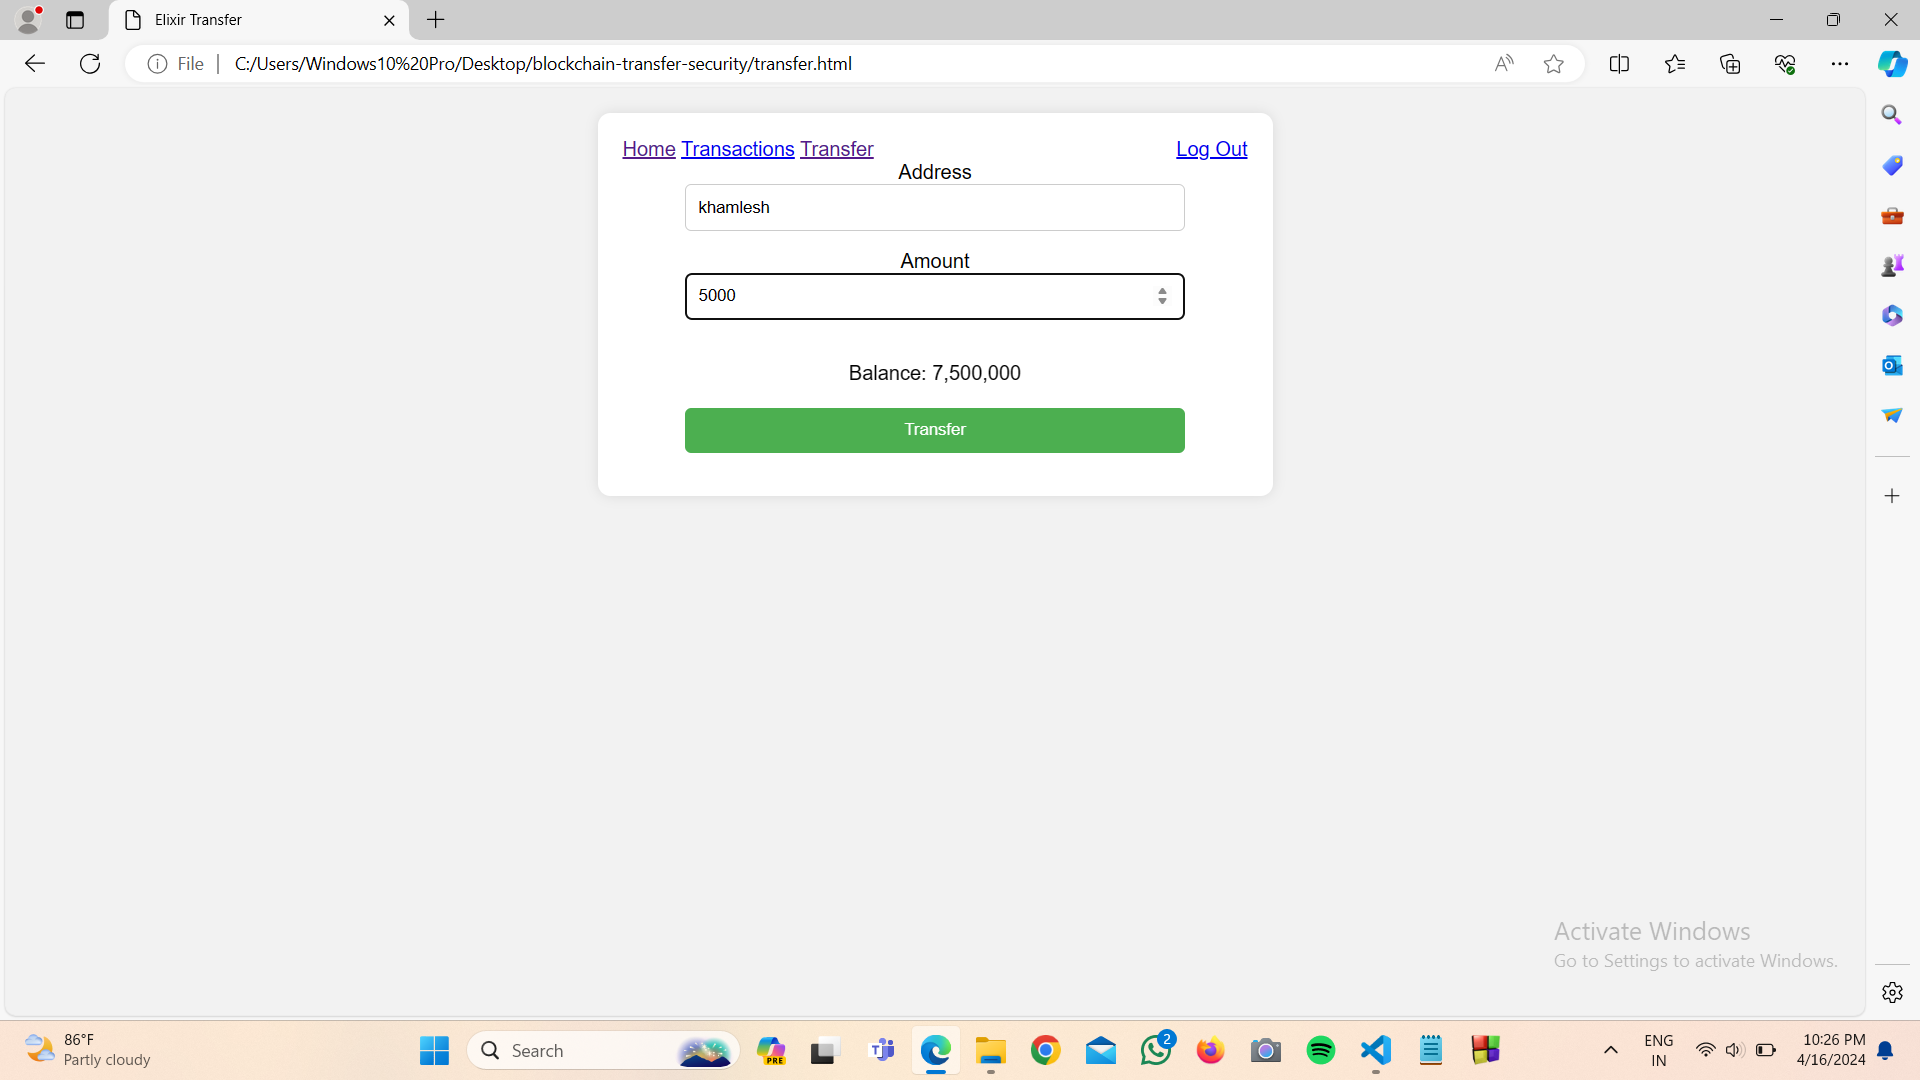 Elixir Transfer
File
C:/Users/Windows10%20Pro/Desktop/blockchain-transfer-security/transfer.html
Home Transactions Transfer Log Out
Address
khamlesh
Amount
5000
Balance: 7,500,000
Transfer
Activate Windows
Go to Settings to activate Windows.
86°F
Partly cloudy
Search
PRE
2
ENG
IN
10:26 PM
4/16/2024